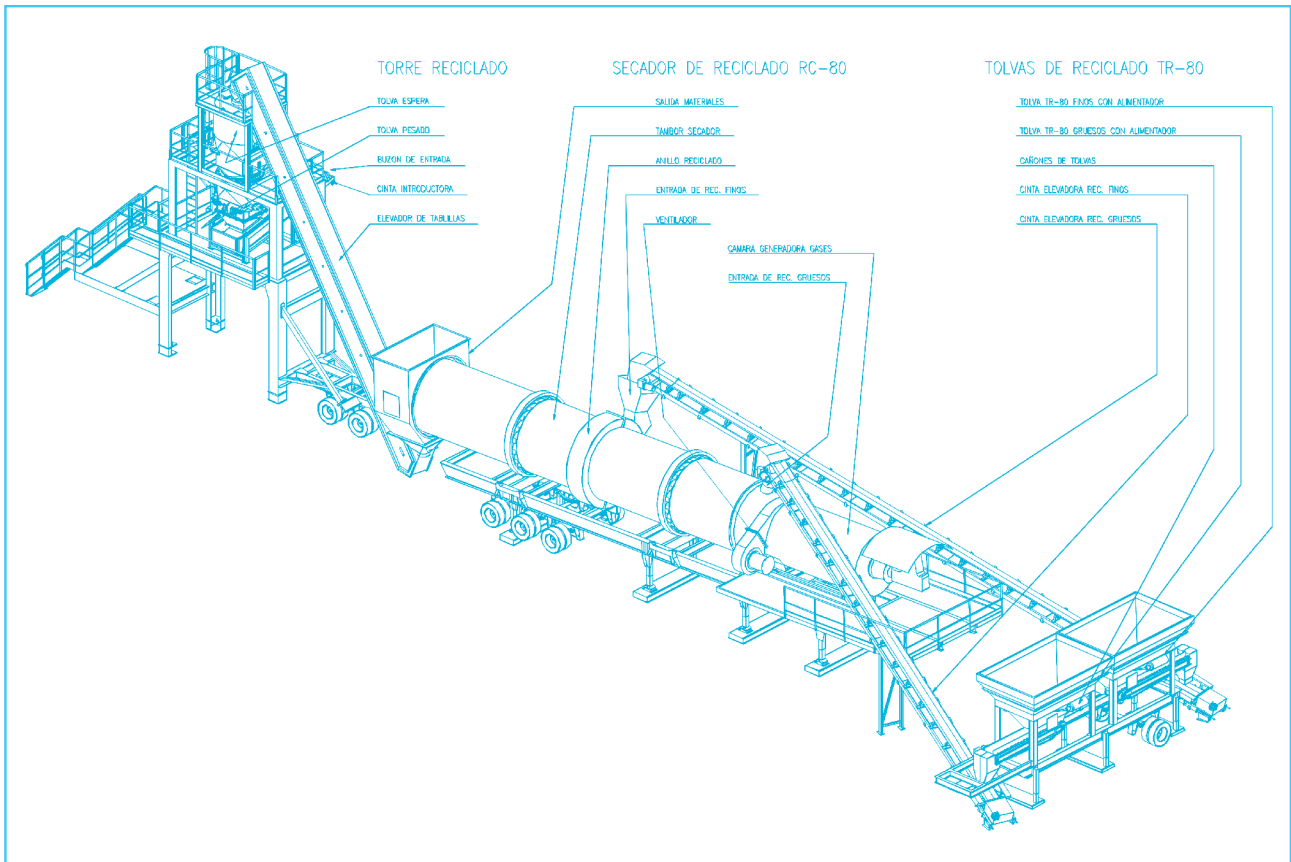 TORRE RECICLADO
TOLVA ESPERA
TOLVA PESADO
BUZON DE ENTRADA
CINTA INTRODUCTORA
ELEVADOR DE TABLILLAS
SECADOR DE RECICLADO RC-80
SALIDA MATERIALES
TAMBOR SECADOR
ANILLO RECICLADO
ENTRADA DE REC. FINOS
VENTILADOR
CAMARA GENERADORA GASES
ENTRADA DE REC. GRUESOS
TOLVAS DE RECICLADO TR-80
TOLVA TR-80 FINOS CON ALIMENTADOR
TOLVA TR-80 GRUESOS CON ALIMENTADOR
CAÑONES DE TOLVAS
CINTA ELEVADORA REC. FINOS
CINTA ELEVADORA REC. GRUESOS